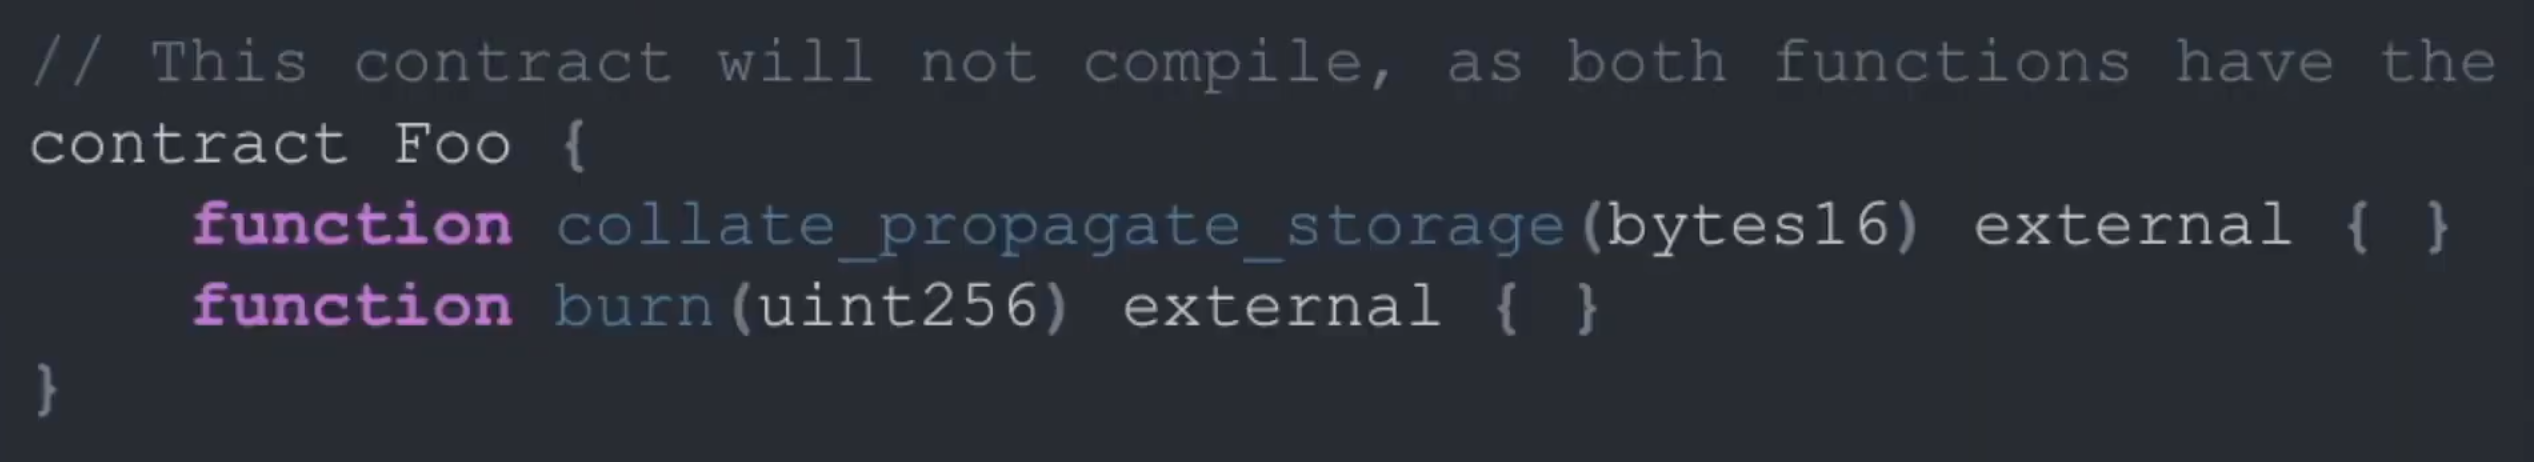 // This contract will not compile, as both functions have the
contract Foo {
    function collate_propagate_storage(bytes16) external { }
    function burn(uint256) external { }
}